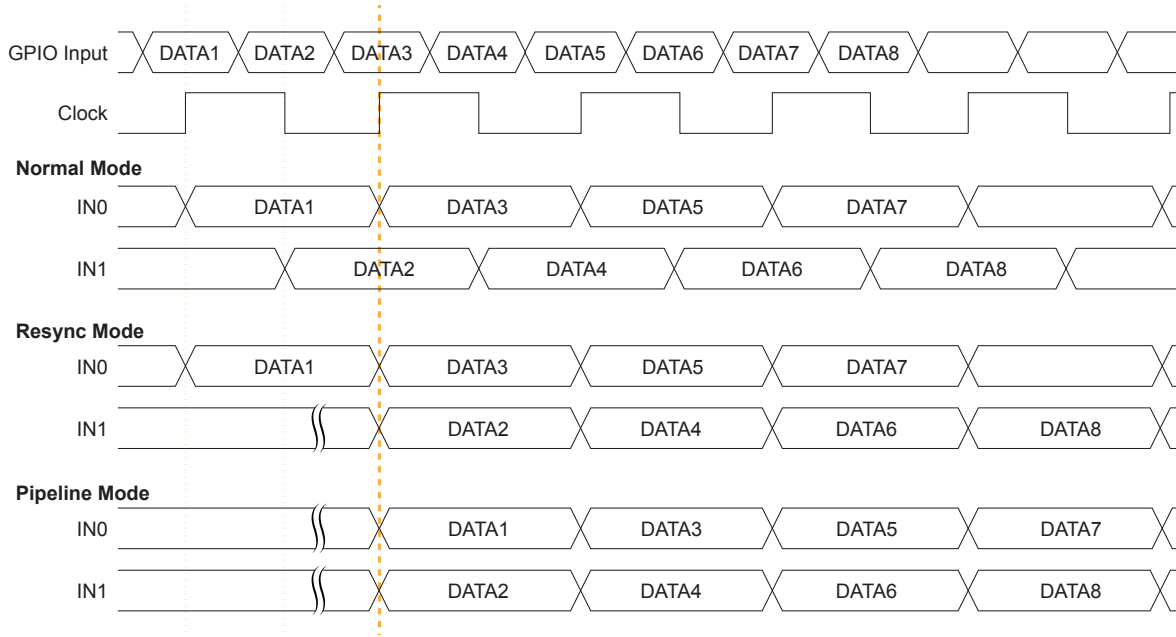 GPIO Input DATA1 DATA2 DATA3 DATA4 DATA5 DATA6 DATA7 DATA8
Clock
Normal Mode
IN0 DATA1 DATA3 DATA5 DATA7
IN1 DATA2 DATA4 DATA6 DATA8
Resync Mode
IN0 DATA1 DATA3 DATA5 DATA7
IN1 DATA2 DATA4 DATA6 DATA8
Pipeline Mode
IN0 DATA1 DATA3 DATA5 DATA7
IN1 DATA2 DATA4 DATA6 DATA8